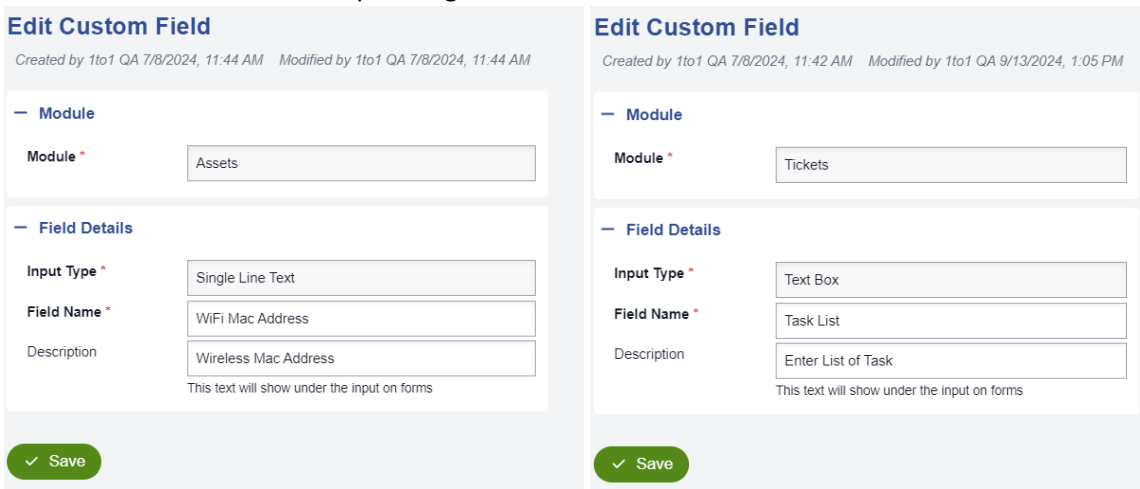 Edit Custom Field
Created by 1to1 QA 7/8/2024, 11:44 AM Modified by 1to1 QA 7/8/2024, 11:44 AM
Module
Module *
Assets
Field Details
Input Type *
Single Line Text
Field Name *
WiFi Mac Address
Description
Wireless Mac Address
This text will show under the input on forms
Save
Edit Custom Field
Created by 1to1 QA 7/8/2024, 11:42 AM Modified by 1to1 QA 9/13/2024, 1:05 PM
Module
Module *
Tickets
Field Details
Input Type *
Text Box
Field Name *
Task List
Description
Enter List of Task
This text will show under the input on forms
Save